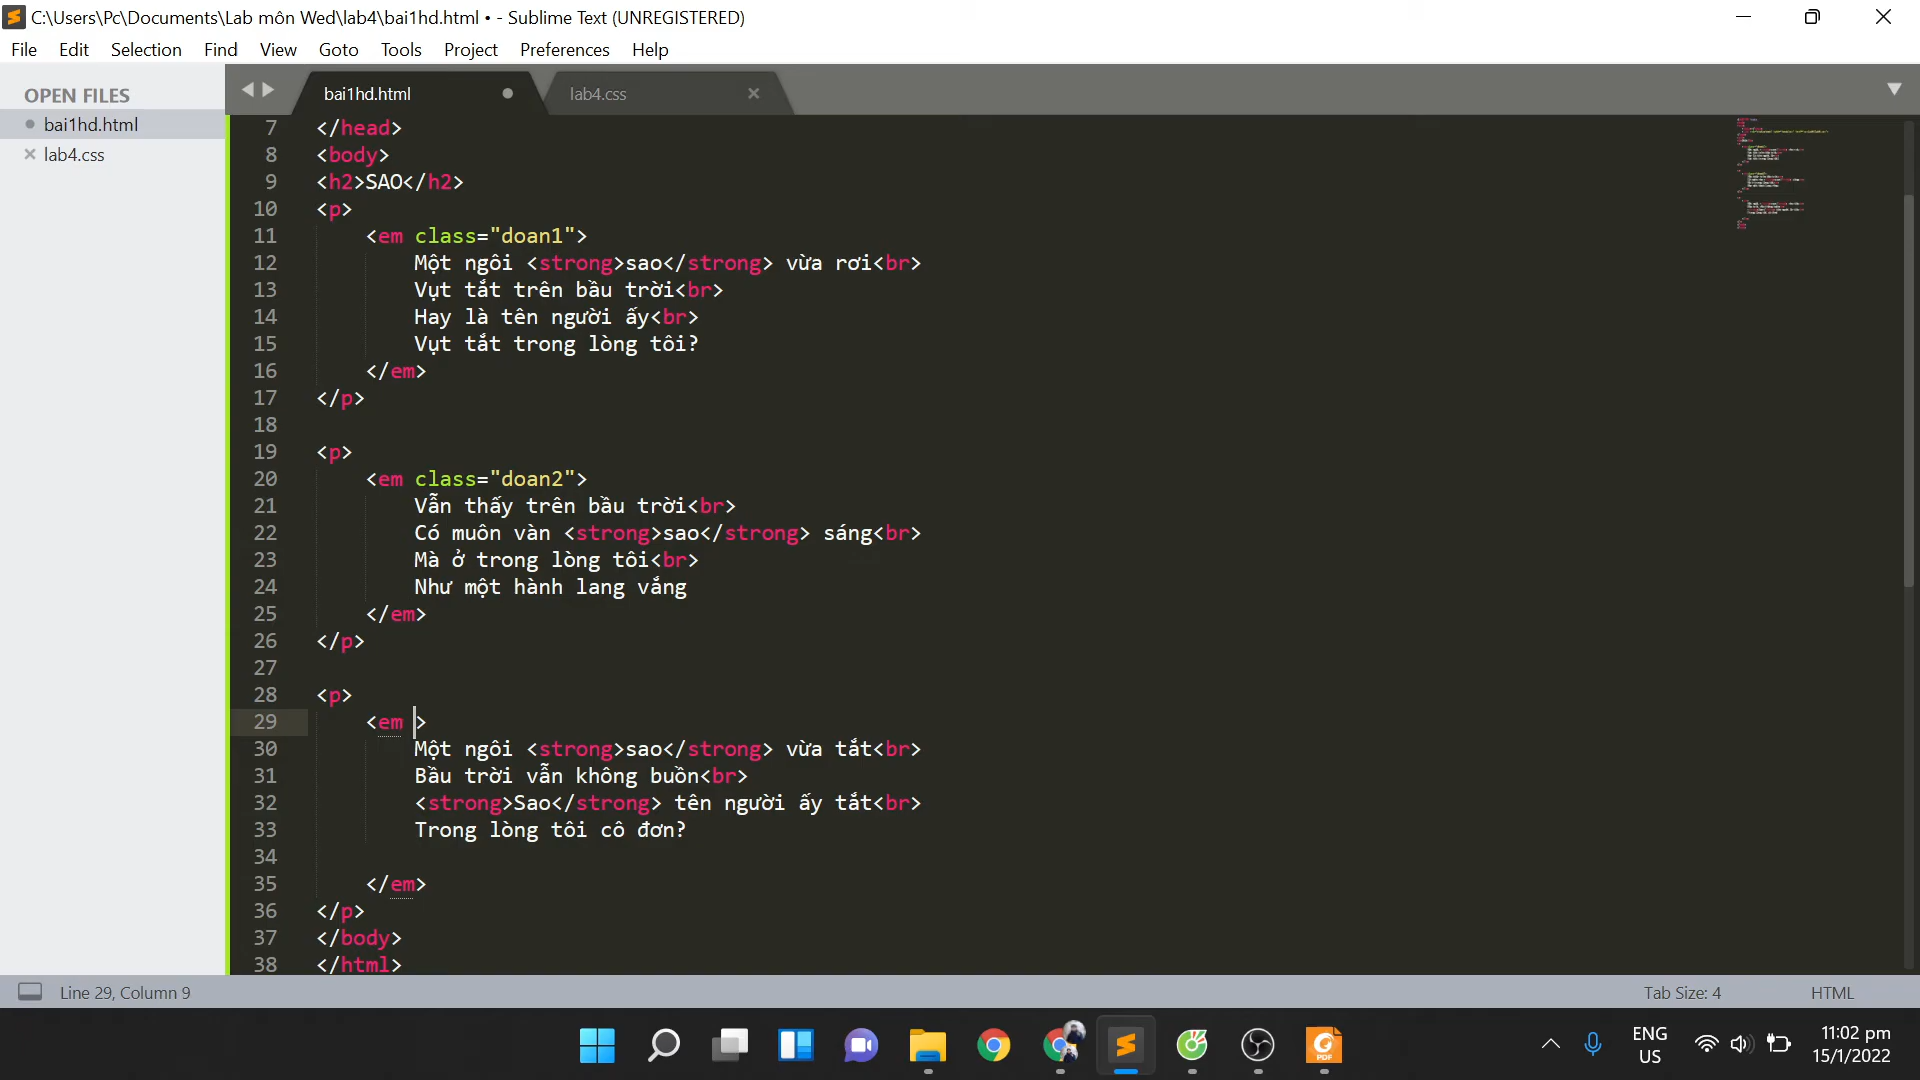 C:\Users\Pc\Documents\Lab môn Wed\lab4\bai1hd.html • - Sublime Text (UNREGISTERED)
File Edit Selection Find View Goto Tools Project Preferences Help
OPEN FILES
bai1hd.html
lab4.css
bai1hd.html
lab4.css
7 </head>
8 <body>
9 <h2>SAO</h2>
10 <p>
11 <em class="doan1">
12 Một ngôi <strong>sao</strong> vừa rơi<br>
13 Vụt tắt trên bầu trời<br>
14 Hay là tên người ấy<br>
15 Vụt tắt trong lòng tôi?
16 </em>
17 </p>
18
19 <p>
20 <em class="doan2">
21 Vẫn thấy trên bầu trời<br>
22 Có muôn vàn <strong>sao</strong> sáng<br>
23 Mà ở trong lòng tôi<br>
24 Như một hành lang vắng
25 </em>
26 </p>
27
28 <p>
29 <em >
30 Một ngôi <strong>sao</strong> vừa tắt<br>
31 Bầu trời vẫn không buồn<br>
32 <strong>Sao</strong> tên người ấy tắt<br>
33 Trong lòng tôi cô đơn?
34
35 </em>
36 </p>
37 </body>
38 </html>
Line 29, Column 9
Tab Size: 4
HTML
ENG
US
11:02 pm
15/1/2022
PDF